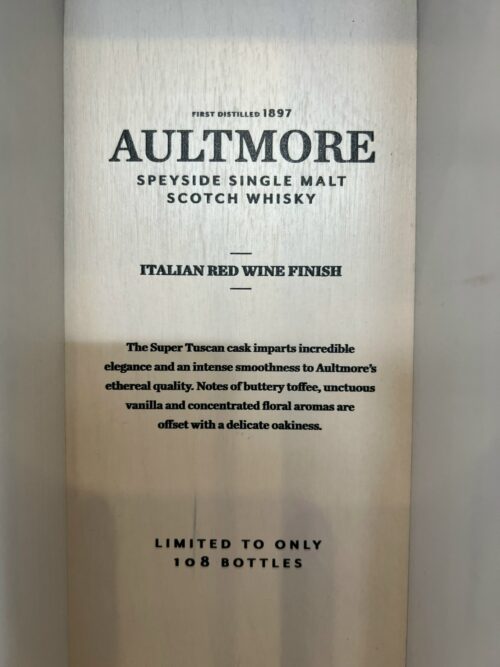 FIRST DISTILLED 1897
AULTMORE
SPEYSIDE SINGLE MALT
SCOTCH WHISKY
ITALIAN RED WINE FINISH
The Super Tuscan cask imparts incredible
elegance and an intense smoothness to Aultmore's
ethereal quality. Notes of buttery toffee, unctuous
vanilla and concentrated floral aromas are
offset with a delicate oakiness.
LIMITED TO ONLY
108 BOTTLES